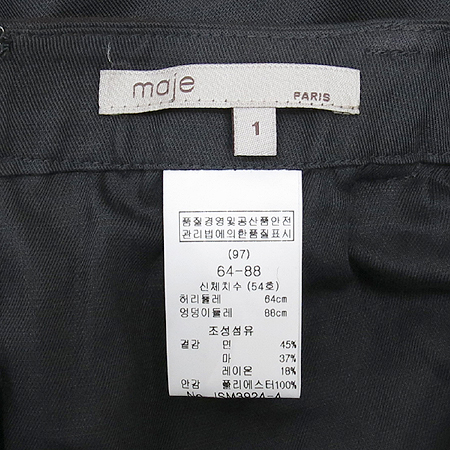 maje
PARIS
1
품질경영및공산품안전
관리법에의한품질표시
(97)
64-88
신체치수 (54호)
허리둘레 64cm
엉덩이둘레 88cm
조성섬유
겉감 면 45%
마 37%
레이온 18%
안감 폴리에스터100%
No. JSM3924-A